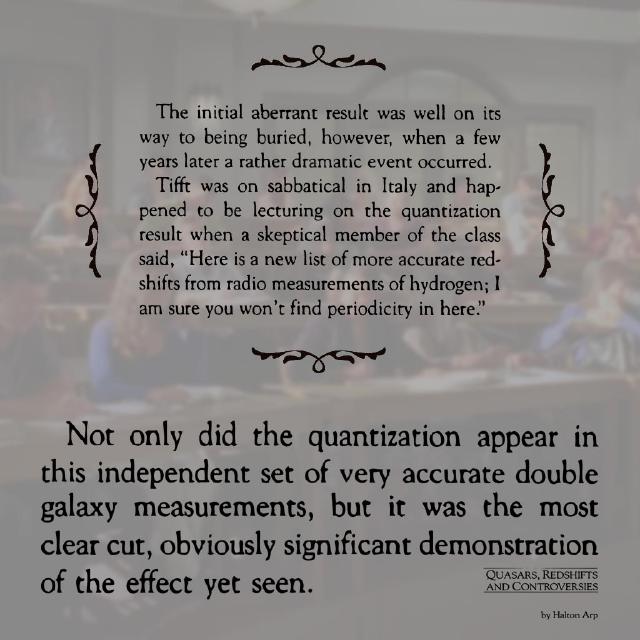 The initial aberrant result was well on its
way to being buried, however, when a few
years later a rather dramatic event occurred.
Tifft was on sabbatical in Italy and hap-
pened to be lecturing on the quantization
result when a skeptical member of the class
said, “Here is a new list of more accurate red-
shifts from radio measurements of hydrogen; I
am sure you won't find periodicity in here.”
Not only did the quantization appear in
this independent set of very accurate double
galaxy measurements, but it was the most
clear cut, obviously significant demonstration
of the effect yet seen.
QUASARS, REDSHIFTS
AND CONTROVERSIES
by Halton Arp